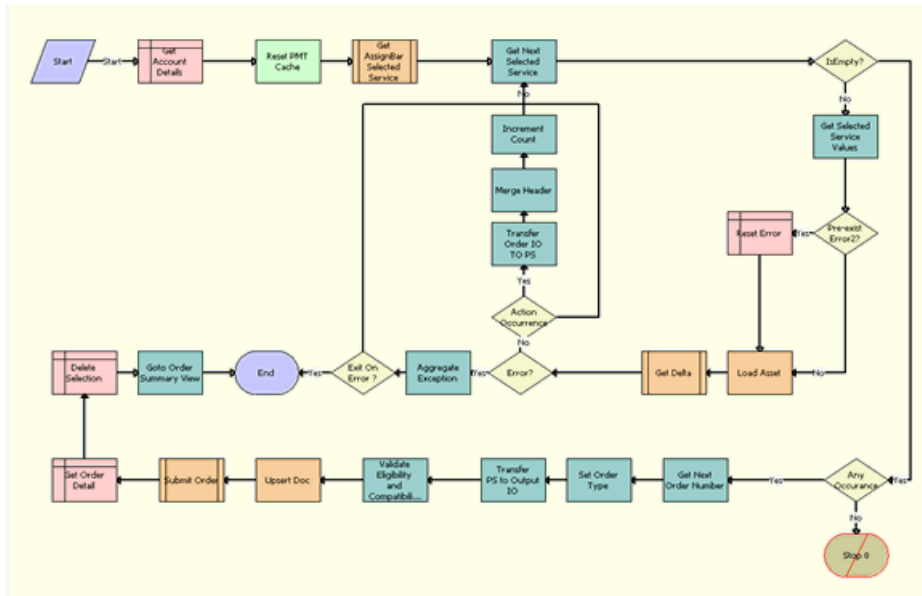 Start
Start
Get
Account
Details
Reset PMT
Cache
Get
AssignBar
Selected
Service
Get Next
Selected
Service
IsEmpty?
No
No
Increment
Count
Get Selected
Service
Values
Merge Header
Reset Error
Yes
Pre-exist
Error2?
Transfer
Order IO
TO PS
Yes
Action
Occurrence
No
Delete
Selection
Goto Order
Summary View
End
Yes
Exit On
Error ?
Aggregate
Exception
Yes
Error?
Get Delta
Load Asset
No
Set Order
Detail
Submit Order
Upsert Doc
Validate
Eligibility
and
Compatibili...
Transfer
PS to Output
IO
Set Order
Type
Get Next
Order Number
Yes
Any
Occurance
Yes
No
Stop 0